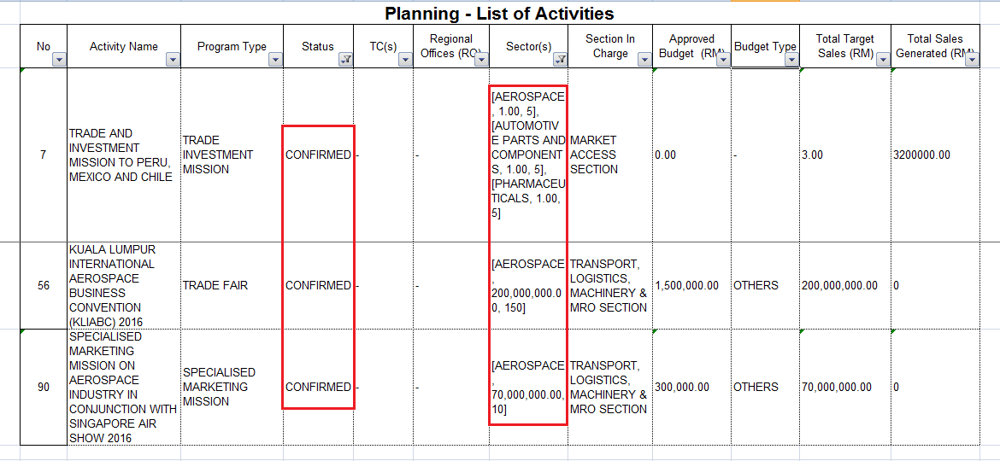 Planning - List of Activities
No
Activity Name
Program Type
Status
TC(s)
Regional
Offices (RO)
Sector(s)
Section In
Charge
Approved
Budget (RM)
Budget Type
Total Target
Sales (RM)
Total Sales
Generated (RM)
7
TRADE AND
INVESTMENT
MISSION TO PERU,
MEXICO AND CHILE
TRADE
INVESTMENT
MISSION
CONFIRMED
-
-
[AEROSPACE
, 1.00, 5],
[AUTOMOTIV
E PARTS AND
COMPONENT
S, 1.00, 5],
[PHARMACEU
TICALS, 1.00,
5]
MARKET
ACCESS
SECTION
0.00
-
3.00
3200000.00
56
KUALA LUMPUR
INTERNATIONAL
AEROSPACE
BUSINESS
CONVENTION
(KLIABC) 2016
TRADE FAIR
CONFIRMED
-
-
[AEROSPACE
,
200,000,000.0
0, 150]
TRANSPORT,
LOGISTICS,
MACHINERY &
MRO SECTION
1,500,000.00
OTHERS
200,000,000.00
0
90
SPECIALISED
MARKETING
MISSION ON
AEROSPACE
INDUSTRY IN
CONJUNCTION WITH
SINGAPORE AIR
SHOW 2016
SPECIALISED
MARKETING
MISSION
CONFIRMED
-
-
[AEROSPACE
,
70,000,000.00,
10]
TRANSPORT,
LOGISTICS,
MACHINERY &
MRO SECTION
300,000.00
OTHERS
70,000,000.00
0